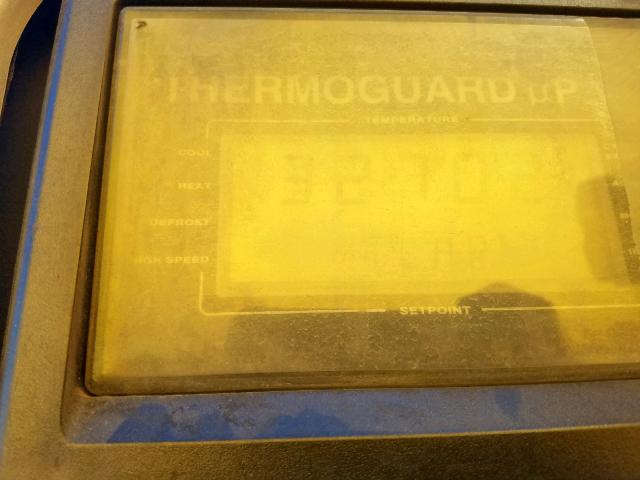 THERMOGUARD µP
TEMPERATURE
COOL
HEAT
DEFROST
HIGH SPEED
SETPOINT